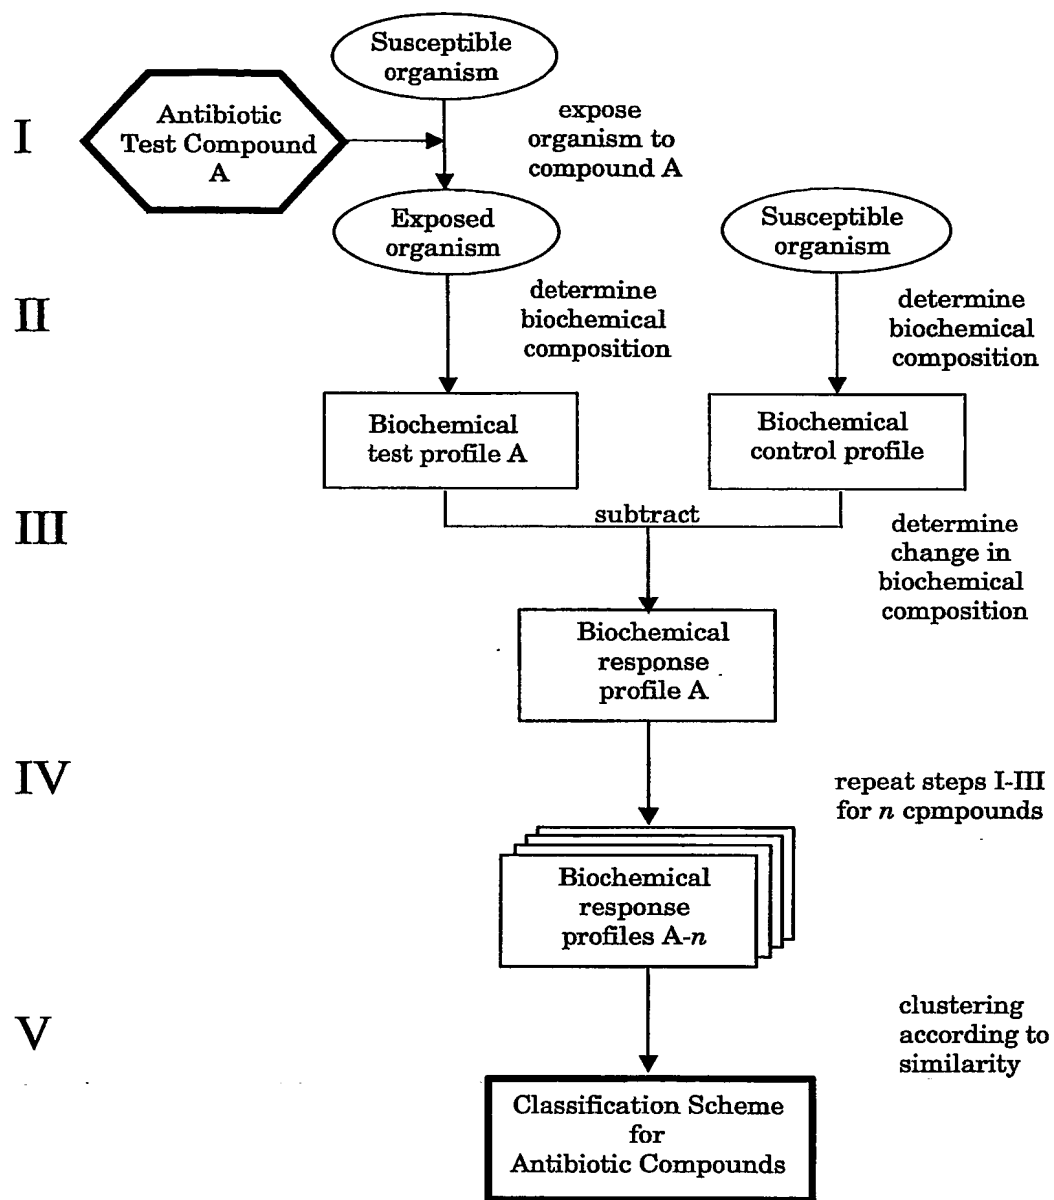 Susceptible
organism
I
Antibiotic
Test Compound
A
expose
organism to
compound A
Exposed
organism
Susceptible
organism
II
determine
biochemical
composition
determine
biochemical
composition
Biochemical
test profile A
Biochemical
control profile
III
subtract
determine
change in
biochemical
composition
Biochemical
response
profile A
IV
repeat steps I-III
for n cpmpounds
Biochemical
response
profiles A-n
V
clustering
according to
similarity
Classification Scheme
for
Antibiotic Compounds